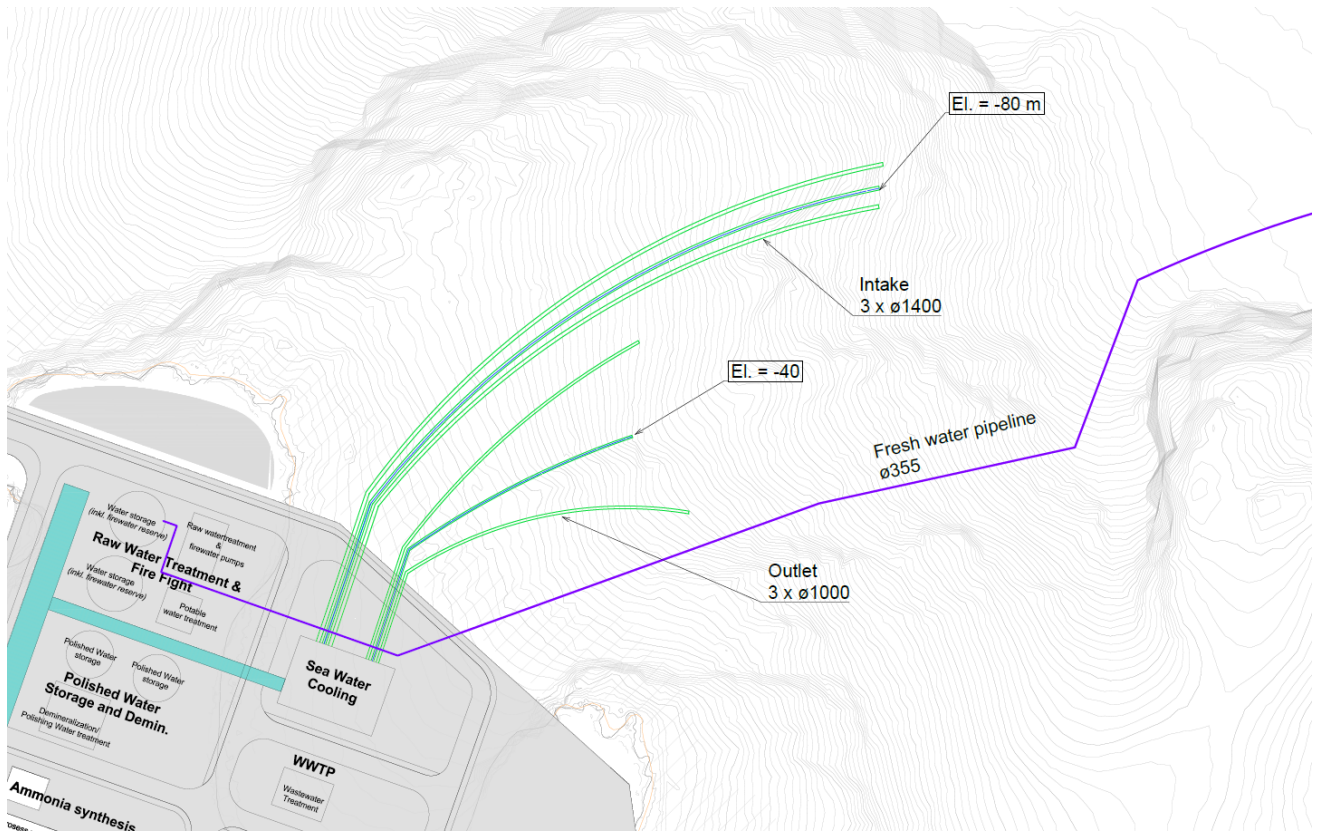 El. = -80 m
Intake
3 x ø1400
El. = -40
Fresh water pipeline
ø355
Outlet
3 x ø1000
Water storage
(inkl. firewater reserve)
Raw watertreatment
&
firewater pumps
Raw Water Treatment &
Fire Fight
Water storage
(inkl. firewater reserve)
Potable
water treatment
Polished Water
storage
Polished Water
storage
Polished Water
Storage and Demin.
Demineralization/
Polishing Water treatment
Sea Water
Cooling
WWTP
Wastewater
Treatment
Ammonia synthesis